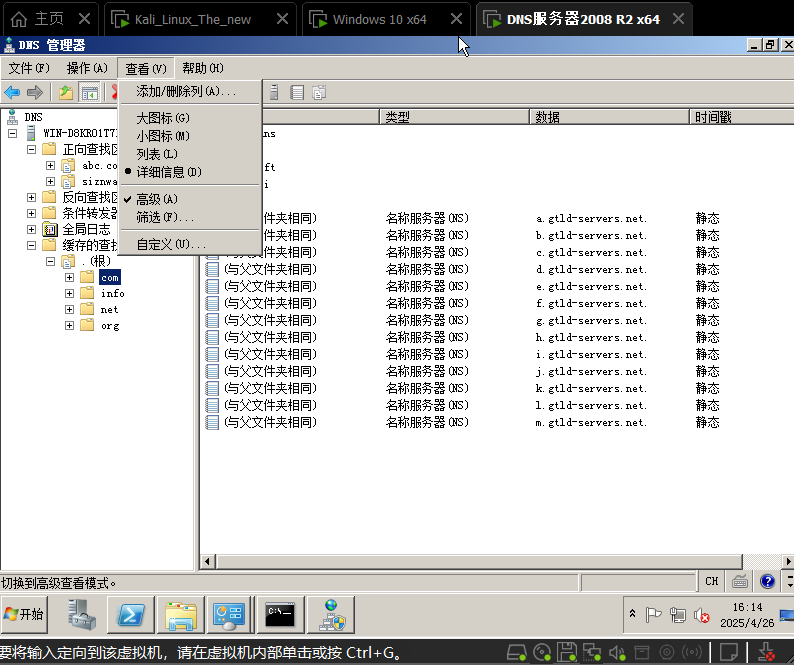 主页
Kali_Linux_The_new
Windows 10 x64
DNS服务器2008 R2 x64
DNS 管理器
文件(F) 操作(A) 查看(V) 帮助(H)
添加/删除列(A)...
大图标(G)
小图标(M)
列表(L)
详细信息(D)
高级(A)
筛选(F)...
自定义(U)...
DNS
WIN-D8KRO1T7
正向查找区
abc.co
siznwa
反向查找区
条件转发器
全局日志
缓存的查找
.(根)
com
info
net
org
类型 数据 时间戳
ns
ft
i
文件夹相同) 名称服务器(NS) a.gtld-servers.net. 静态
文件夹相同) 名称服务器(NS) b.gtld-servers.net. 静态
文件夹相同) 名称服务器(NS) c.gtld-servers.net. 静态
(与父文件夹相同) 名称服务器(NS) d.gtld-servers.net. 静态
(与父文件夹相同) 名称服务器(NS) e.gtld-servers.net. 静态
(与父文件夹相同) 名称服务器(NS) f.gtld-servers.net. 静态
(与父文件夹相同) 名称服务器(NS) g.gtld-servers.net. 静态
(与父文件夹相同) 名称服务器(NS) h.gtld-servers.net. 静态
(与父文件夹相同) 名称服务器(NS) i.gtld-servers.net. 静态
(与父文件夹相同) 名称服务器(NS) j.gtld-servers.net. 静态
(与父文件夹相同) 名称服务器(NS) k.gtld-servers.net. 静态
(与父文件夹相同) 名称服务器(NS) l.gtld-servers.net. 静态
(与父文件夹相同) 名称服务器(NS) m.gtld-servers.net. 静态
切换到高级查看模式。
CH
开始
16:14
2025/4/26
要将输入定向到该虚拟机，请在虚拟机内部单击或按 Ctrl+G。